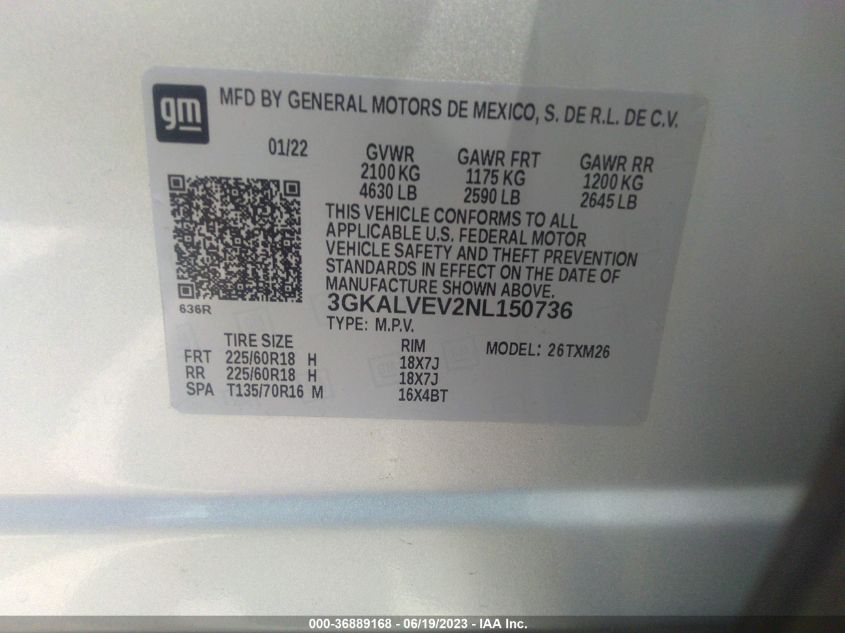 gm
MFD BY GENERAL MOTORS DE MEXICO, S. DE R.L. DE C.V.
01/22
GVWR
2100 KG
4630 LB
GAWR FRT
1175 KG
2590 LB
GAWR RR
1200 KG
2645 LB
THIS VEHICLE CONFORMS TO ALL
APPLICABLE U.S. FEDERAL MOTOR
VEHICLE SAFETY AND THEFT PREVENTION
STANDARDS IN EFFECT ON THE DATE OF
MANUFACTURE SHOWN ABOVE.
636R
3GKALVEV2NL150736
TYPE: M.P.V.
TIRE SIZE RIM MODEL: 26TXM26
FRT 225/60R18 H 18X7J
RR 225/60R18 H 18X7J
SPA T135/70R16 M 16X4BT
000-36889168 - 06/19/2023 - IAA Inc.